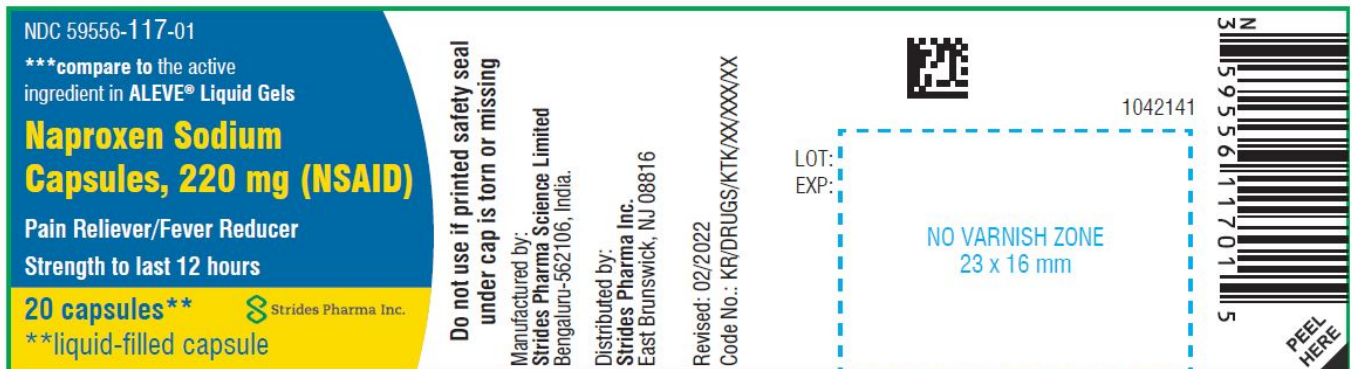 NDC 59556-117-01
***compare to the active
ingredient in ALEVE® Liquid Gels
Naproxen Sodium
Capsules, 220 mg (NSAID)
Pain Reliever/Fever Reducer
Strength to last 12 hours
20 capsules**
Strides Pharma Inc.
**liquid-filled capsule
Do not use if printed safety seal
under cap is torn or missing
Manufactured by:
Strides Pharma Science Limited
Bengaluru-562106, India.
Distributed by:
Strides Pharma Inc.
East Brunswick, NJ 08816
Revised: 02/2022
Code No.: KR/DRUGS/KTK/XX/XXX/XX
1042141
LOT:
EXP:
NO VARNISH ZONE
23 x 16 mm
N
3 59556 11701 5
PEEL
HERE